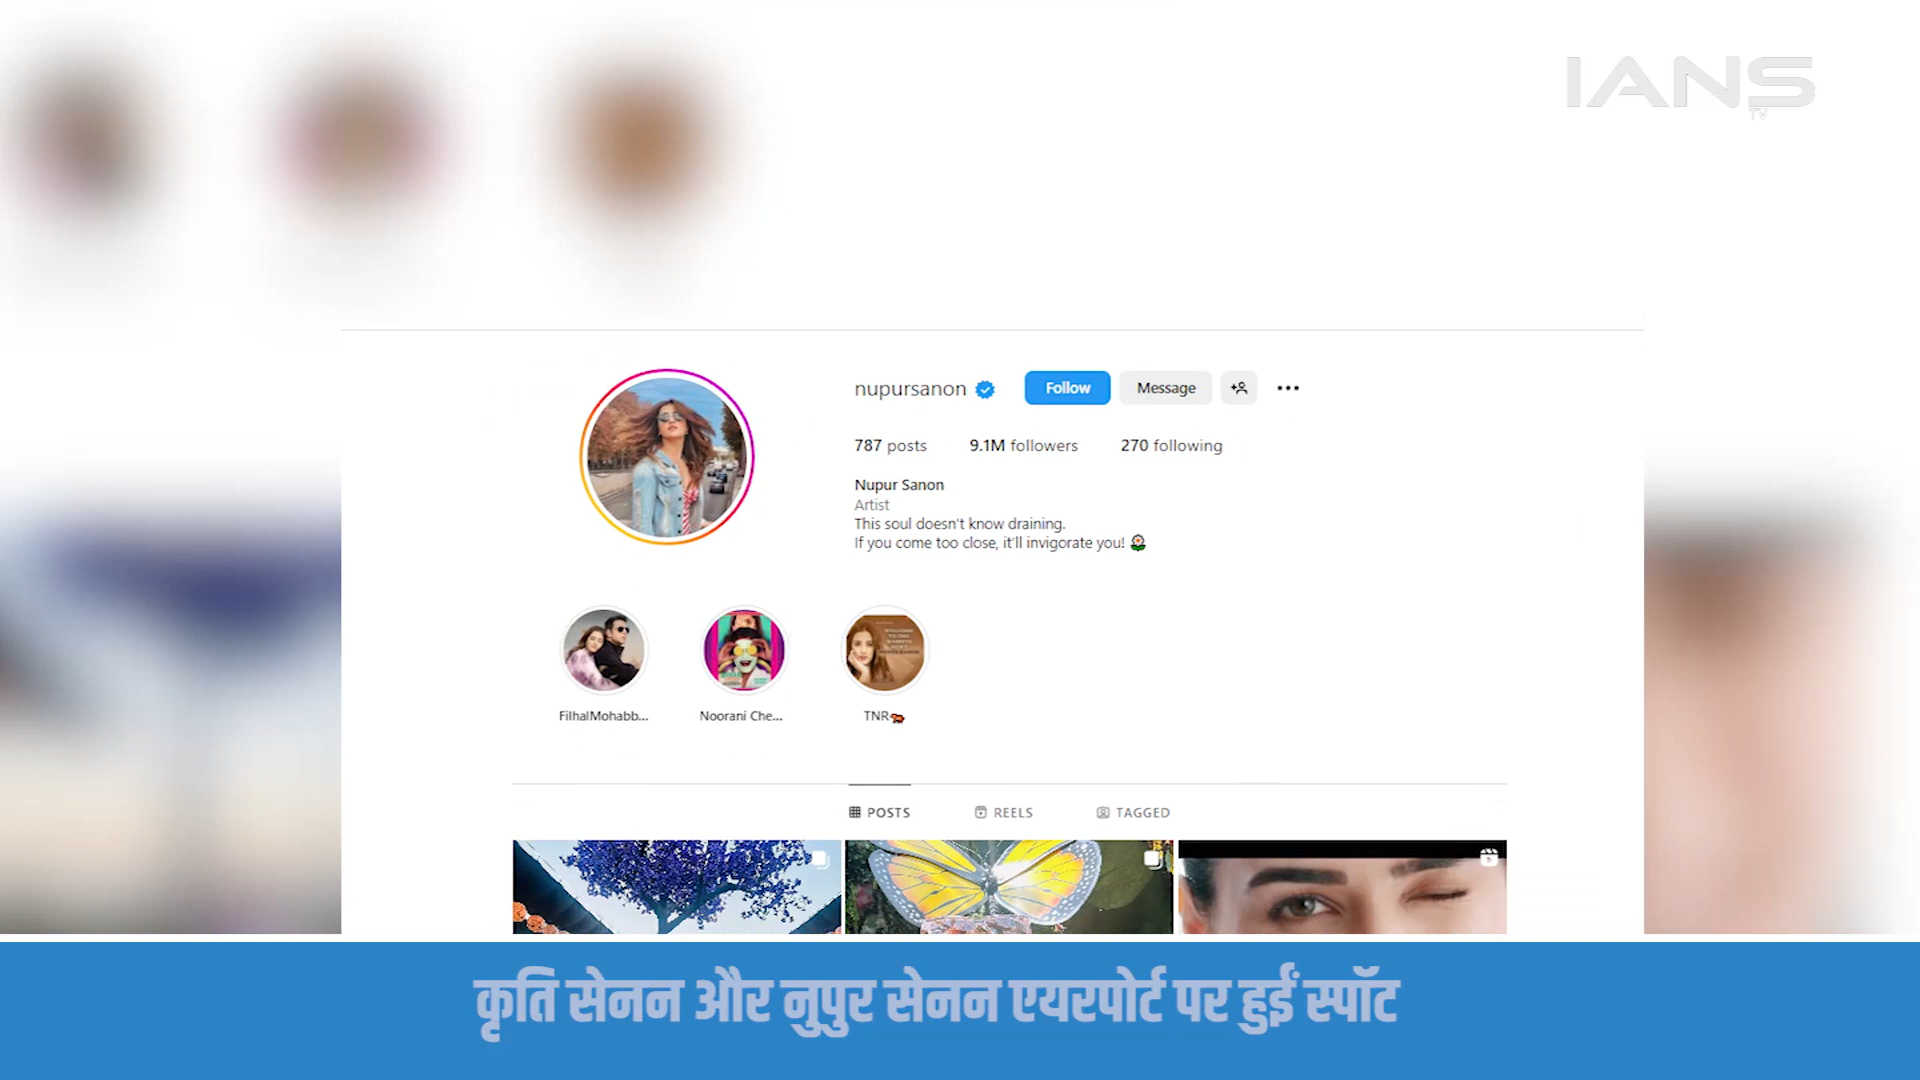 IANS
TV
nupursanon Follow Message
787 posts 9.1M followers 270 following
Nupur Sanon
Artist
This soul doesn't know draining.
If you come too close, it'll invigorate you!
FilhalMohabb... Noorani Che... TNR
POSTS REELS TAGGED
कृति सेनन और नुपुर सेनन एयरपोर्ट पर हुईं स्पॉट